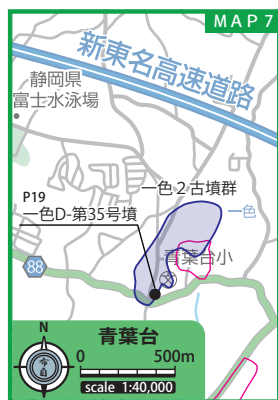 MAP 7
新東名高速道路
静岡県
富士水泳場
一色2古墳群
P19
一色D-第35号墳
一色
青葉台小
88
青葉台
N
0 500m
scale 1:40,000